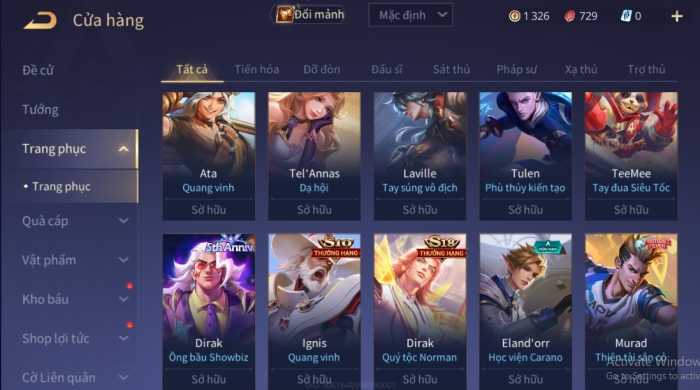 Cửa hàng
Đổi mảnh
Mặc định
1 326
729
0
Đề cử
Tướng
Trang phục
Trang phục
Quà cáp
Vật phẩm
Kho báu
Shop lợi tức
Cờ Liên quân
Tất cả
Tiến hóa
Đỡ đòn
Đấu sĩ
Sát thủ
Pháp sư
Xạ thủ
Trợ thủ
Ata
Quang vinh
Sở hữu
Tel'Annas
Dạ hội
Sở hữu
Laville
Tay súng vô địch
Sở hữu
Tulen
Phù thủy kiến tạo
Sở hữu
TeeMee
Tay đua Siêu Tốc
Sở hữu
5th Anniv
Dirak
Ông bầu Showbiz
Sở hữu
S10
THƯỞNG HẠNG
Ignis
Quang vinh
Sở hữu
S18
THƯỞNG HẠNG
Dirak
Quý tộc Norman
Sở hữu
Eland'orr
Học viện Carano
Sở hữu
Murad
Thiên tài sân cỏ
Sở hữu
Activate Window
Go to Settings to activ